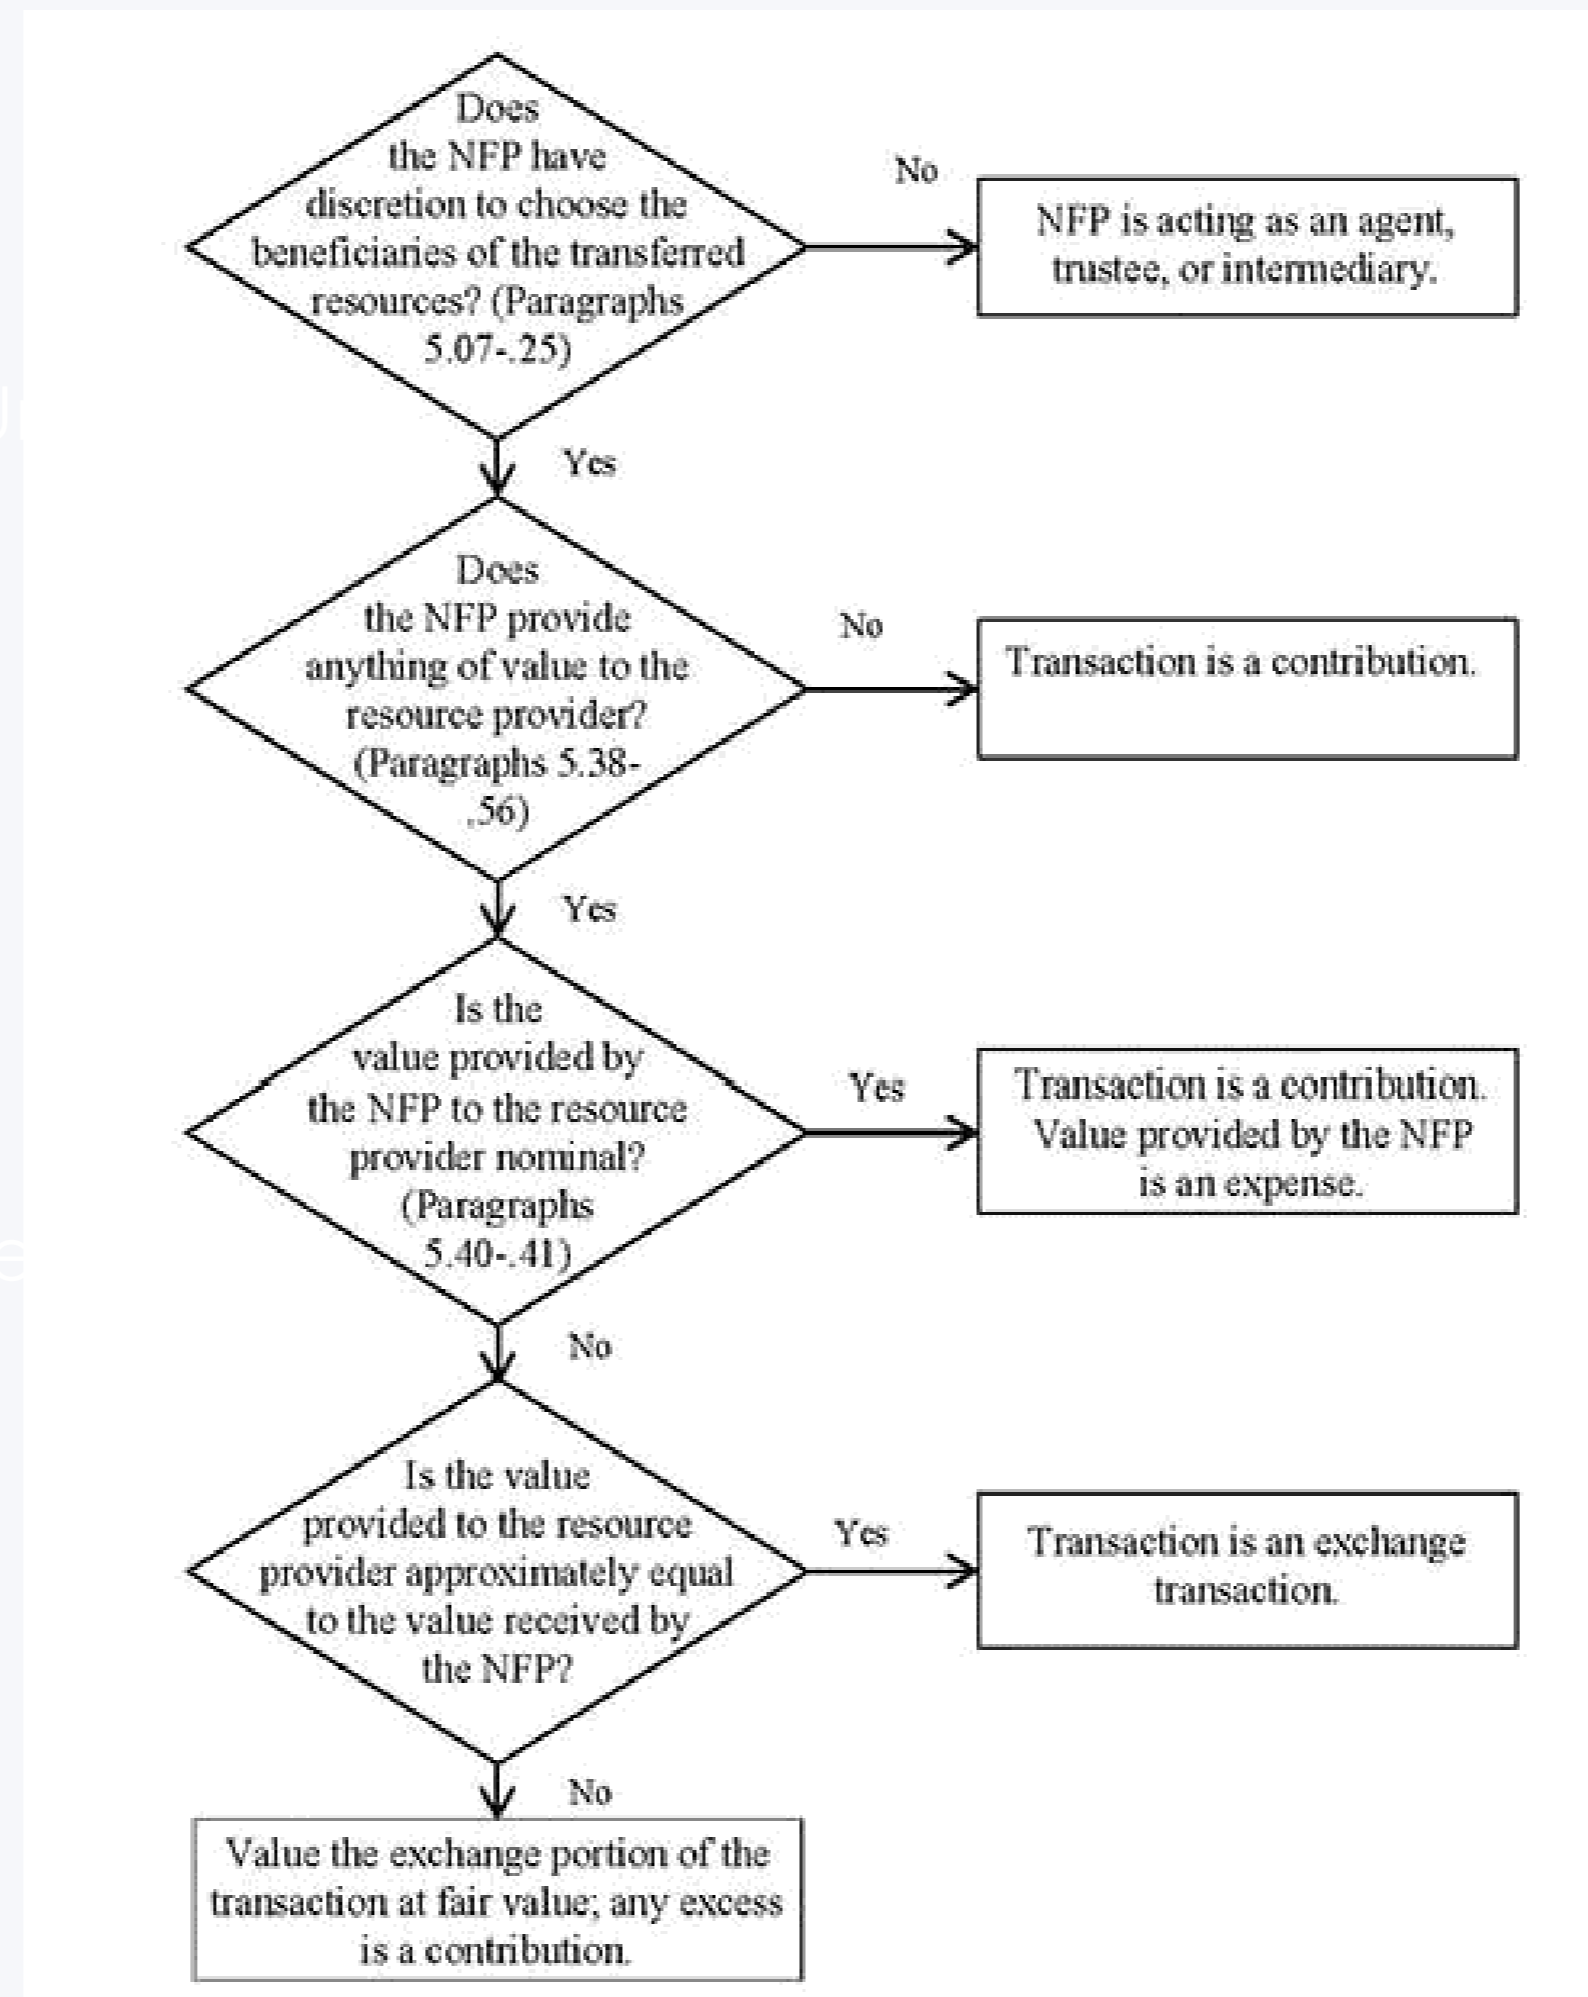 Does
the NFP have
discretion to choose the
beneficiaries of the transferred
resources? (Paragraphs
5.07-.25)
No
NFP is acting as an agent,
trustee, or intermediary.
Yes
Does
the NFP provide
anything of value to the
resource provider?
(Paragraphs 5.38-
.56)
No
Transaction is a contribution.
Yes
Is the
value provided by
the NFP to the resource
provider nominal?
(Paragraphs
5.40-.41)
Yes
Transaction is a contribution.
Value provided by the NFP
is an expense.
No
Is the value
provided to the resource
provider approximately equal
to the value received by
the NFP?
Yes
Transaction is an exchange
transaction.
No
Value the exchange portion of the
transaction at fair value; any excess
is a contribution.